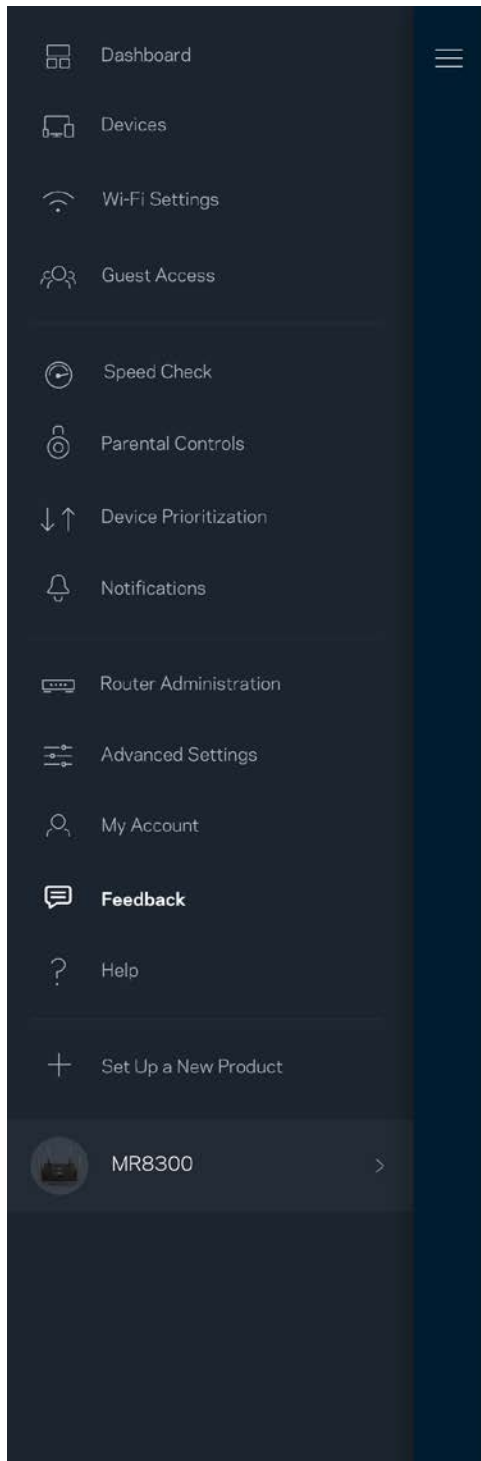 Dashboard
Devices
Wi-Fi Settings
Guest Access
Speed Check
Parental Controls
Device Prioritization
Notifications
Router Administration
Advanced Settings
My Account
Feedback
Help
Set Up a New Product
MR8300